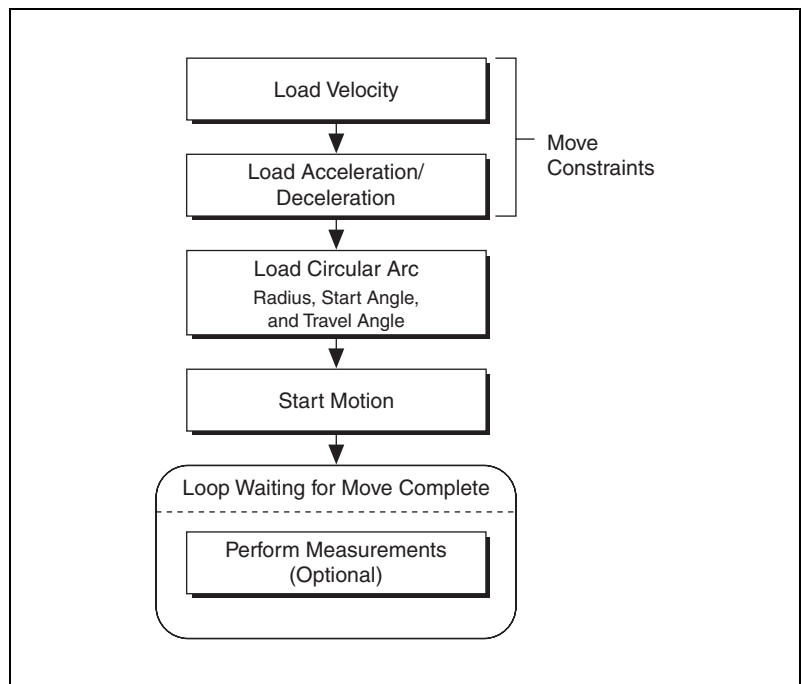 Load Velocity
Load Acceleration/
Deceleration
Move
Constraints
Load Circular Arc
Radius, Start Angle,
and Travel Angle
Start Motion
Loop Waiting for Move Complete
Perform Measurements
(Optional)